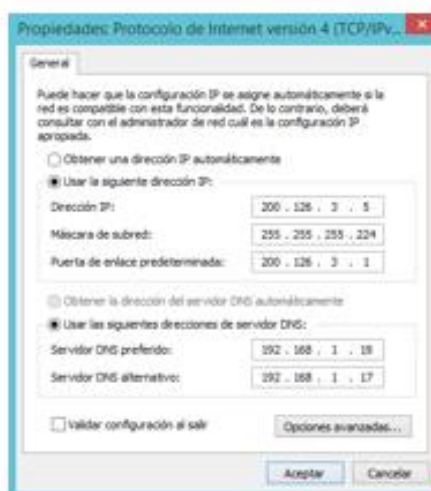 Propiedades: Protocolo de Internet versión 4 (TCP/IPv...
General
Puede hacer que la configuración IP se asigne automáticamente si la
red es compatible con esta funcionalidad. De lo contrario, deberá
consultar con el administrador de red cuál es la configuración IP
apropiada.
Obtener una dirección IP automáticamente
Usar la siguiente dirección IP:
Dirección IP: 200 . 126 . 3 . 5
Máscara de subred: 255 . 255 . 255 . 224
Puerta de enlace predeterminada: 200 . 126 . 3 . 1
Obtener la dirección del servidor DNS automáticamente
Usar las siguientes direcciones de servidor DNS:
Servidor DNS preferido: 192 . 168 . 1 .
Servidor DNS alternativo: 192 . 168 . 1 . 17
Validar configuración al salir
Opciones avanzadas...
Aceptar Cancelar